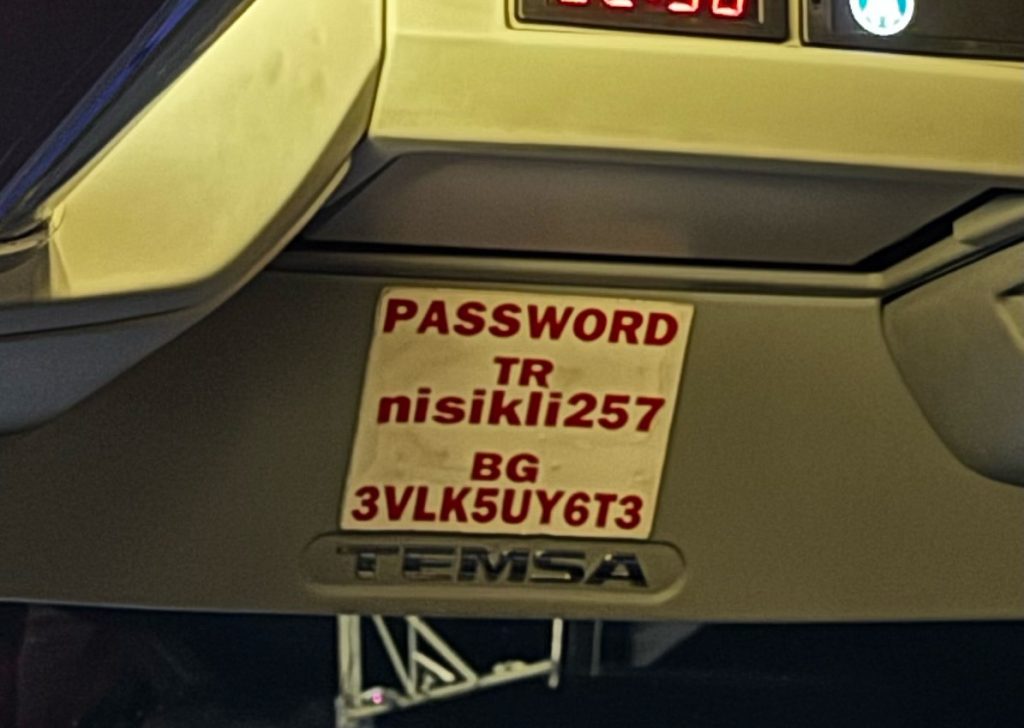 PASSWORD
TR
nisikli257
BG
3VLK5UY6T3
TEMSA